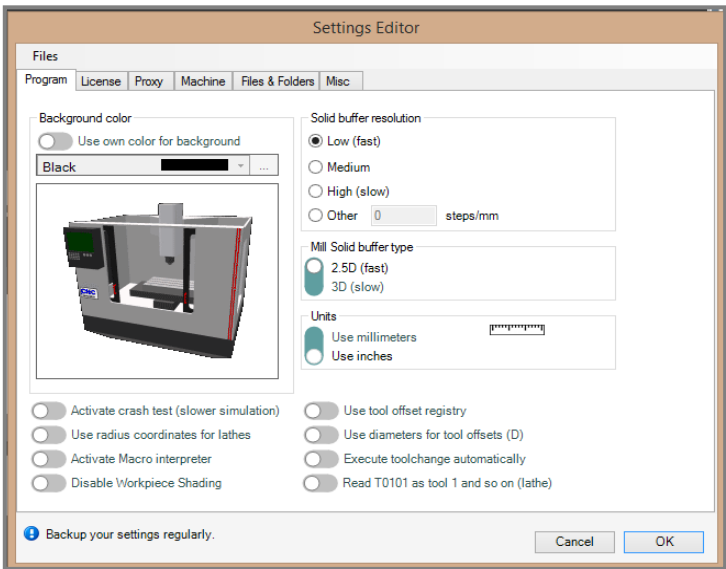 Settings Editor
Files
Program License Proxy Machine Files & Folders Misc
Background color
Use own color for background
Black ...
CNC
Solid buffer resolution
Low (fast)
Medium
High (slow)
Other 0 steps/mm
Mill Solid buffer type
2.5D (fast)
3D (slow)
Units
Use millimeters
Use inches
Activate crash test (slower simulation)
Use radius coordinates for lathes
Activate Macro interpreter
Disable Workpiece Shading
Use tool offset registry
Use diameters for tool offsets (D)
Execute toolchange automatically
Read T0101 as tool 1 and so on (lathe)
Backup your settings regularly.
Cancel OK